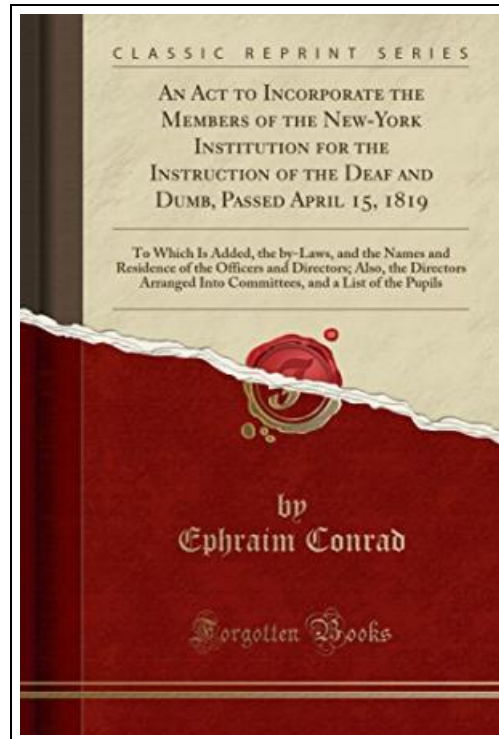 CLASSIC REPRINT SERIES
AN ACT TO INCORPORATE THE
MEMBERS OF THE NEW-YORK
INSTITUTION FOR THE
INSTRUCTION OF THE DEAF AND
DUMB, PASSED APRIL 15, 1819
To Which Is Added, the by-Laws, and the Names and
Residence of the Officers and Directors; Also, the Directors
Arranged Into Committees, and a List of the Pupils
by
Ephraim Conrad
Forgotten Books